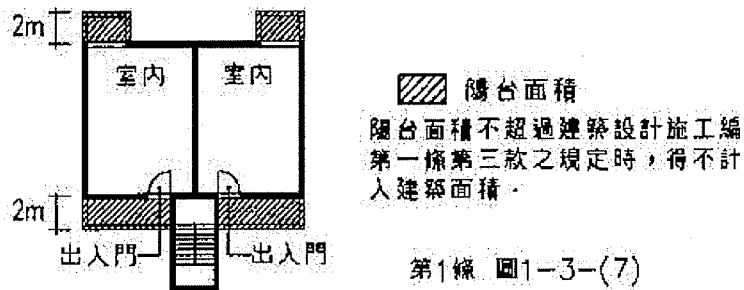 2m
室內
室內
2m
出入門
出入門
陽台面積
陽台面積不超過建築設計施工編
第一條第三款之規定時，得不計
入建築面積．
第1條 圖1-3-(7)